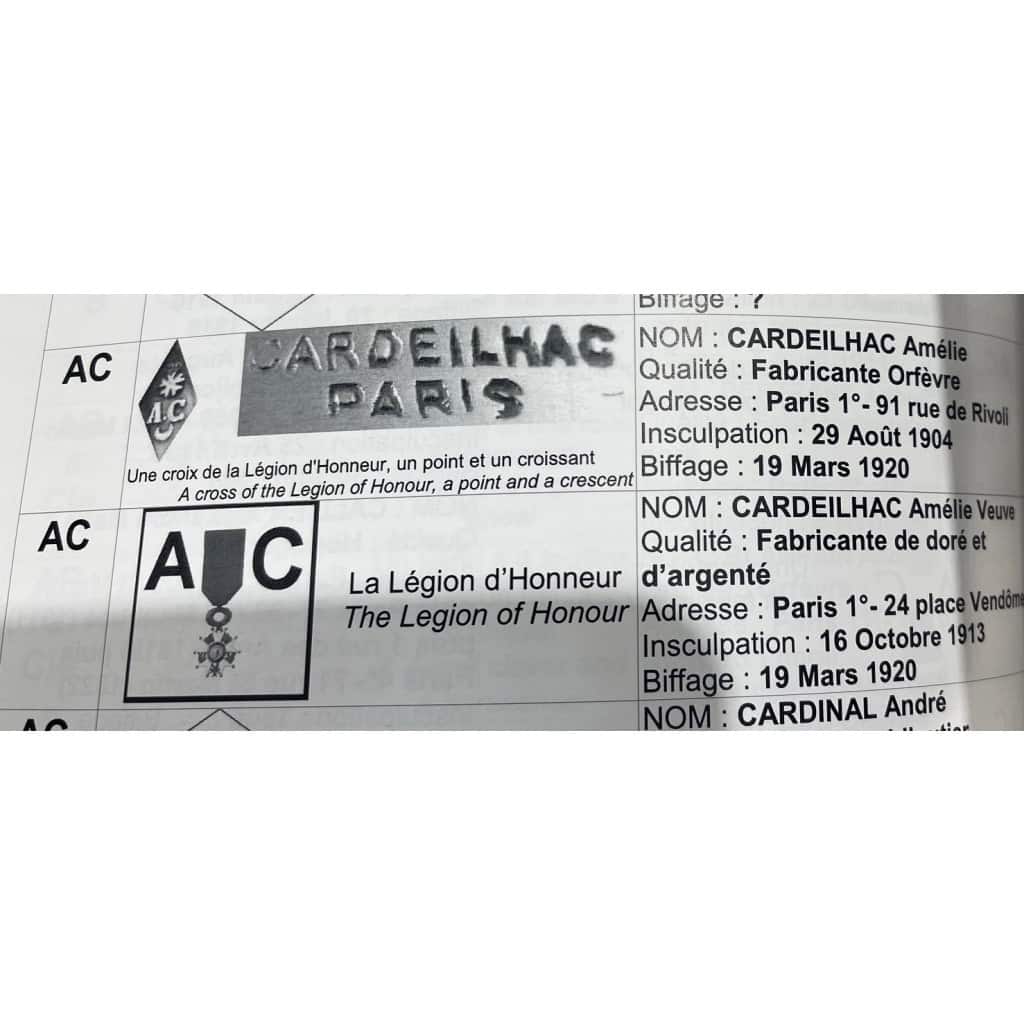 Biffage : ?
AC
A.C
CARDEILHAC
PARIS
Une croix de la Légion d'Honneur, un point et un croissant
A cross of the Legion of Honour, a point and a crescent
NOM : CARDEILHAC Amélie
Qualité : Fabricante Orfèvre
Adresse : Paris 1°- 91 rue de Rivoli
Insculpation : 29 Août 1904
Biffage : 19 Mars 1920
AC
A C
La Légion d'Honneur
The Legion of Honour
NOM : CARDEILHAC Amélie Veuve
Qualité : Fabricante de doré et
d'argenté
Adresse : Paris 1°- 24 place Vendôme
Insculpation : 16 Octobre 1913
Biffage : 19 Mars 1920
AC
NOM : CARDINAL André